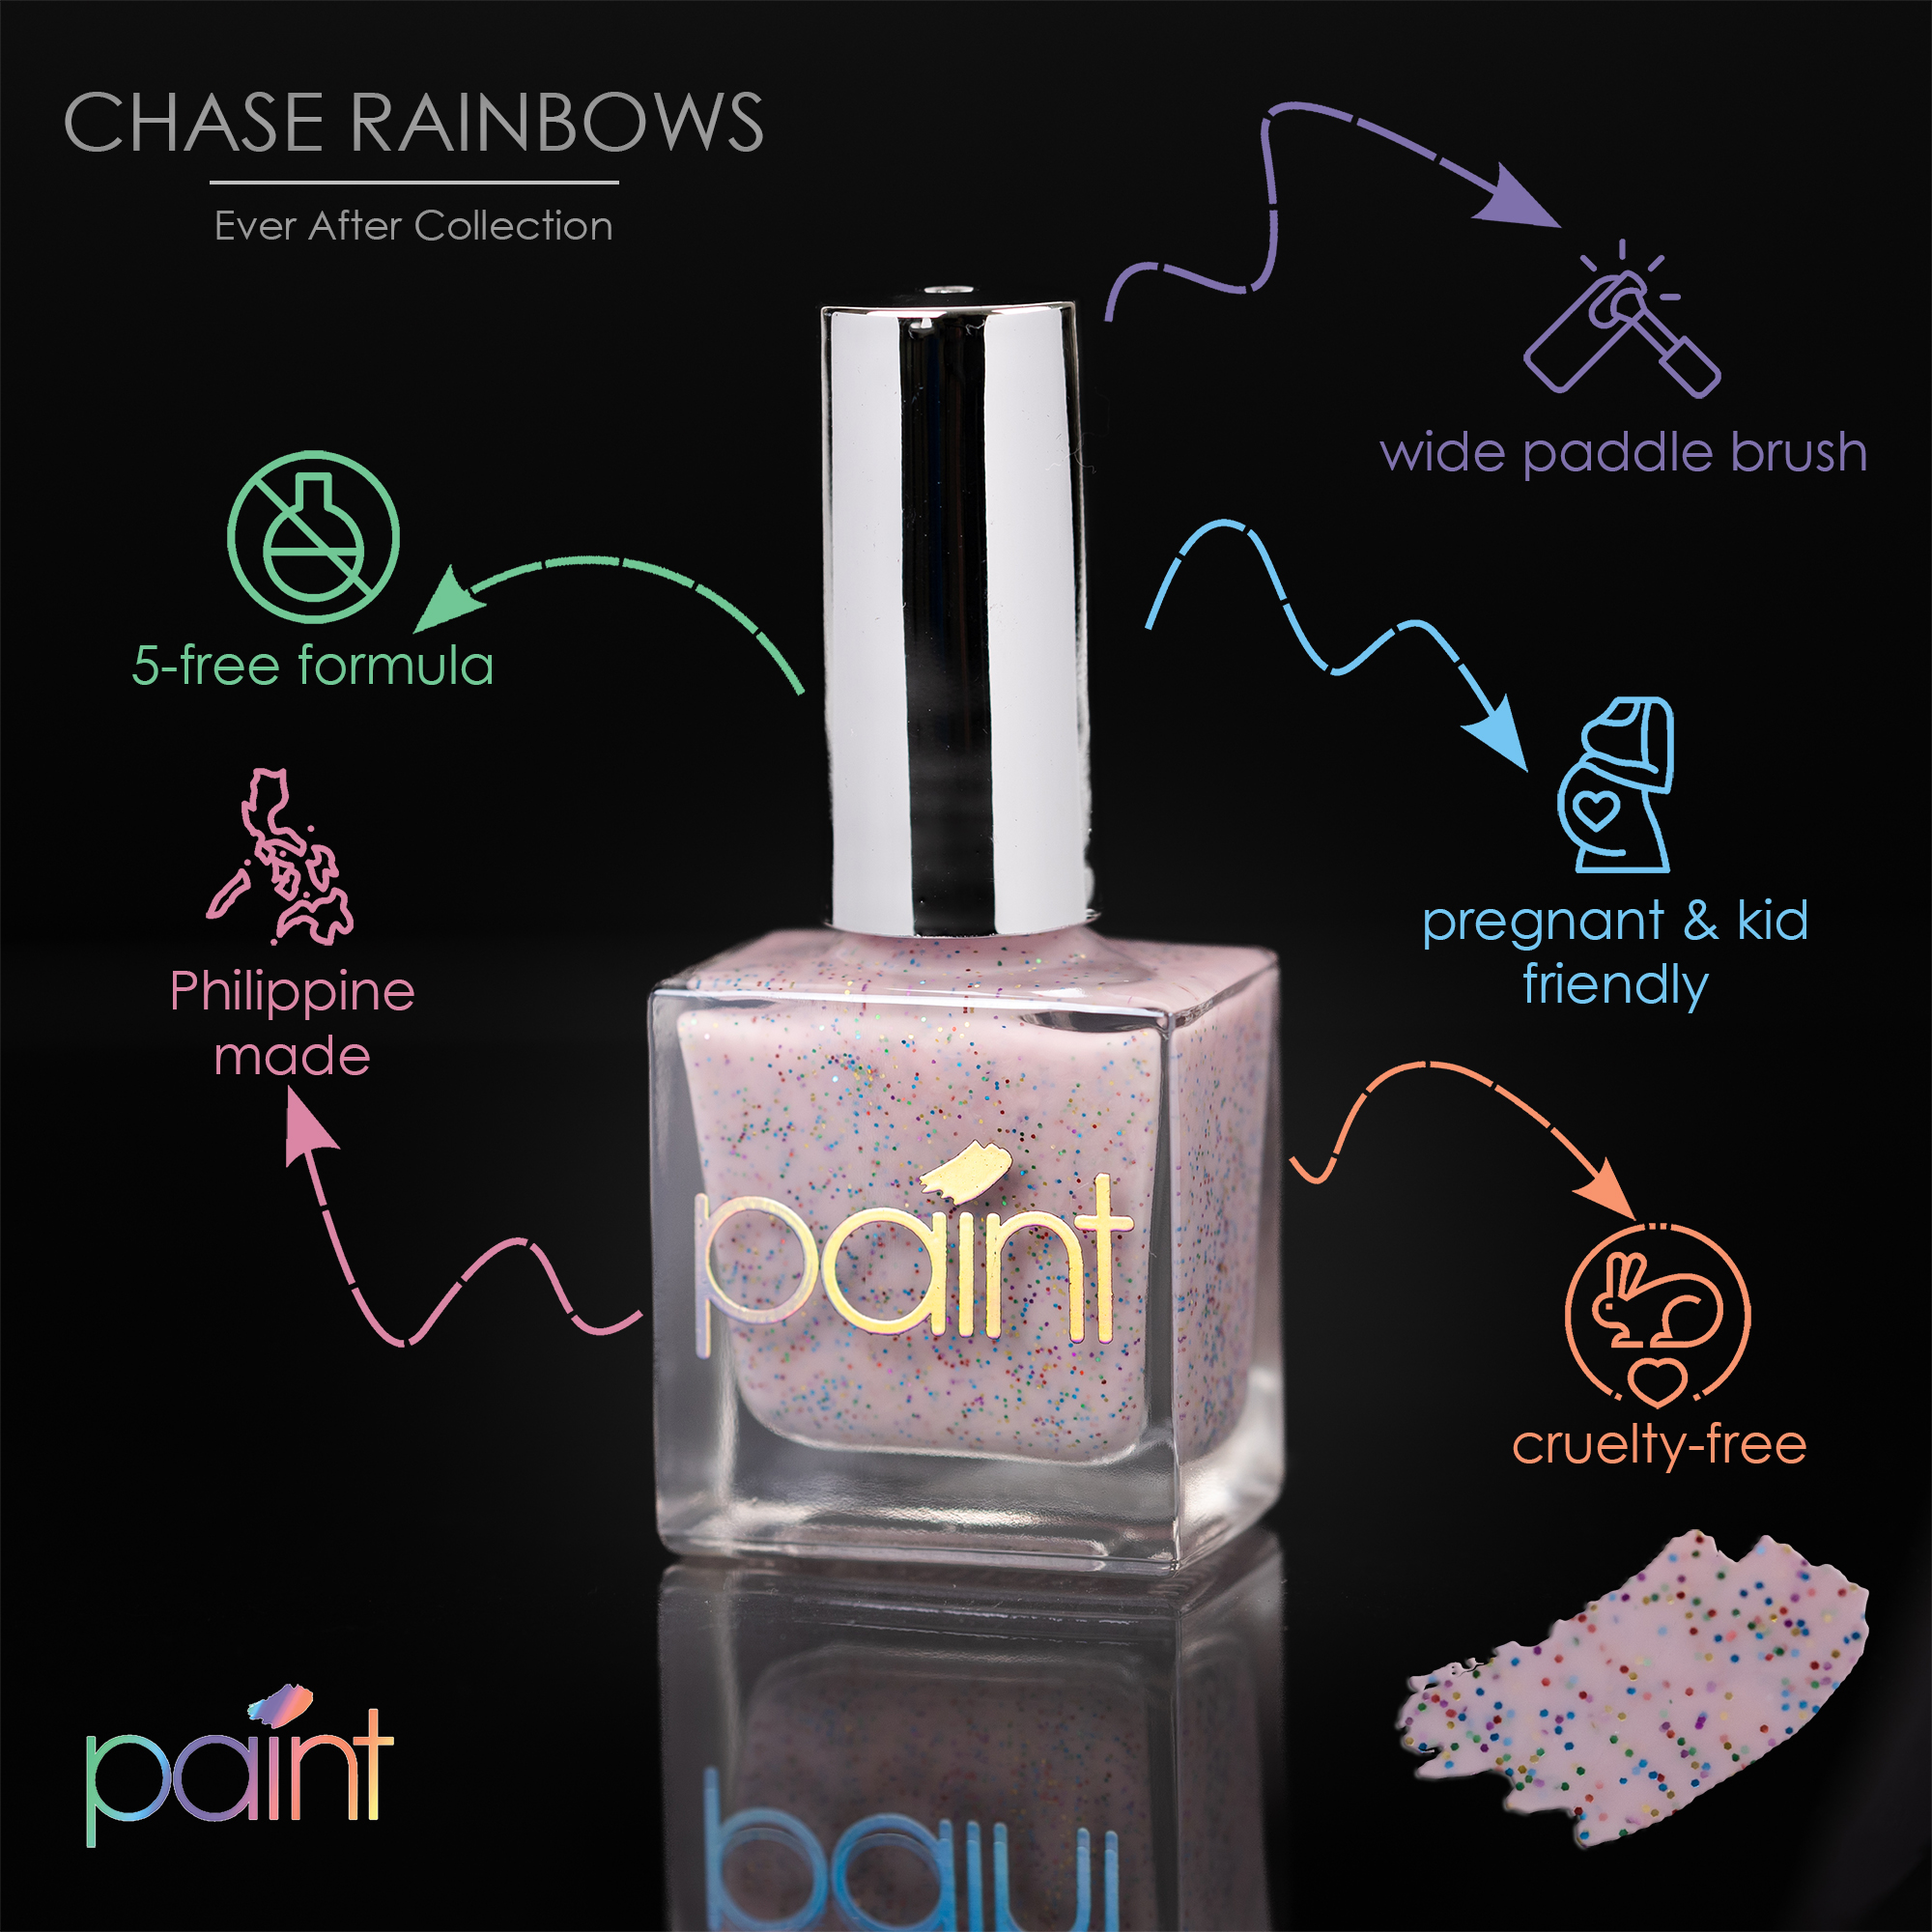 CHASE RAINBOWS
Ever After Collection
wide paddle brush
5-free formula
pregnant & kid
friendly
Philippine
made
paint
cruelty-free
paint
paint